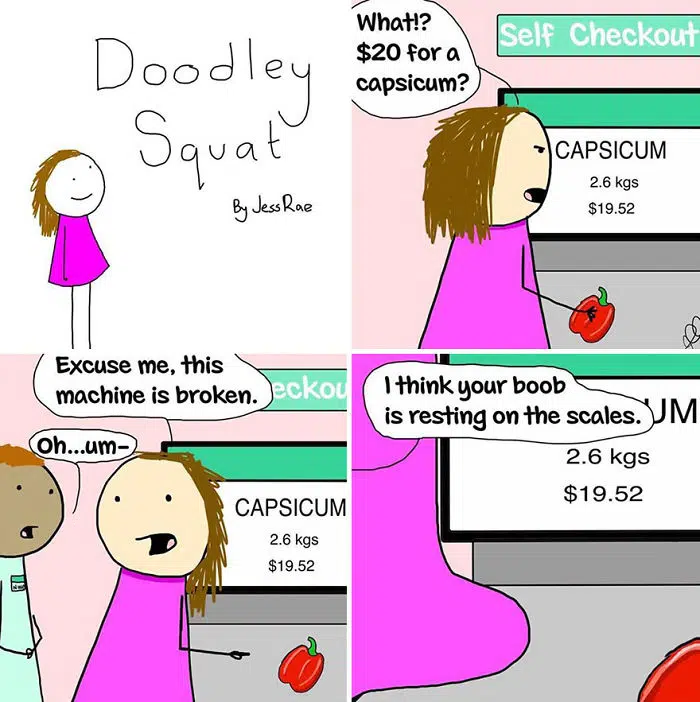 Doodley
Squat
By JessRae
What!?
$20 for a
capsicum?
Self Checkout
CAPSICUM
2.6 kgs
$19.52
Excuse me, this
machine is broken.
eckou
Oh...um-
CAPSICUM
2.6 kgs
$19.52
I think your boob
is resting on the scales.
UM
2.6 kgs
$19.52